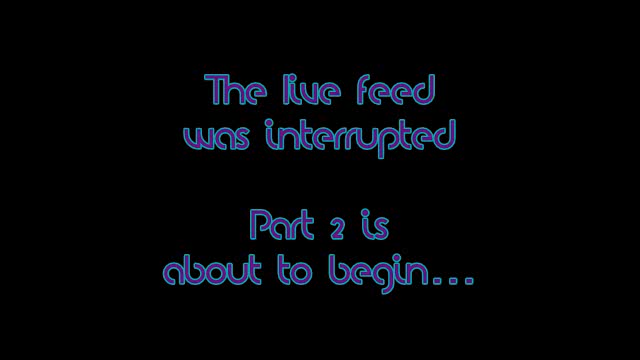 The live feed
was interrupted
Part 2 is
about to begin...